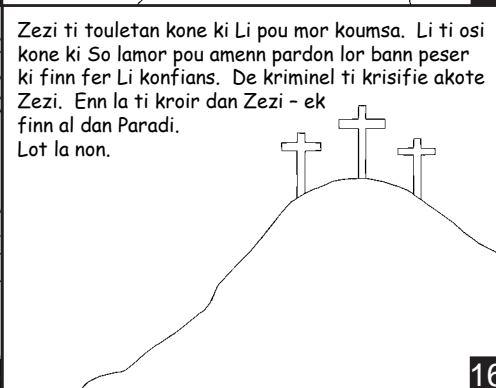 Zezi ti touletan kone ki Li pou mor koumsa.  Li ti osi
kone ki So lamor pou amenn pardon lor bann peser
ki finn fer Li konfians.  De kriminel ti krisifie akote
Zezi.  Enn la ti kroir dan Zezi – ek
finn al dan Paradi.
Lot la non.
16